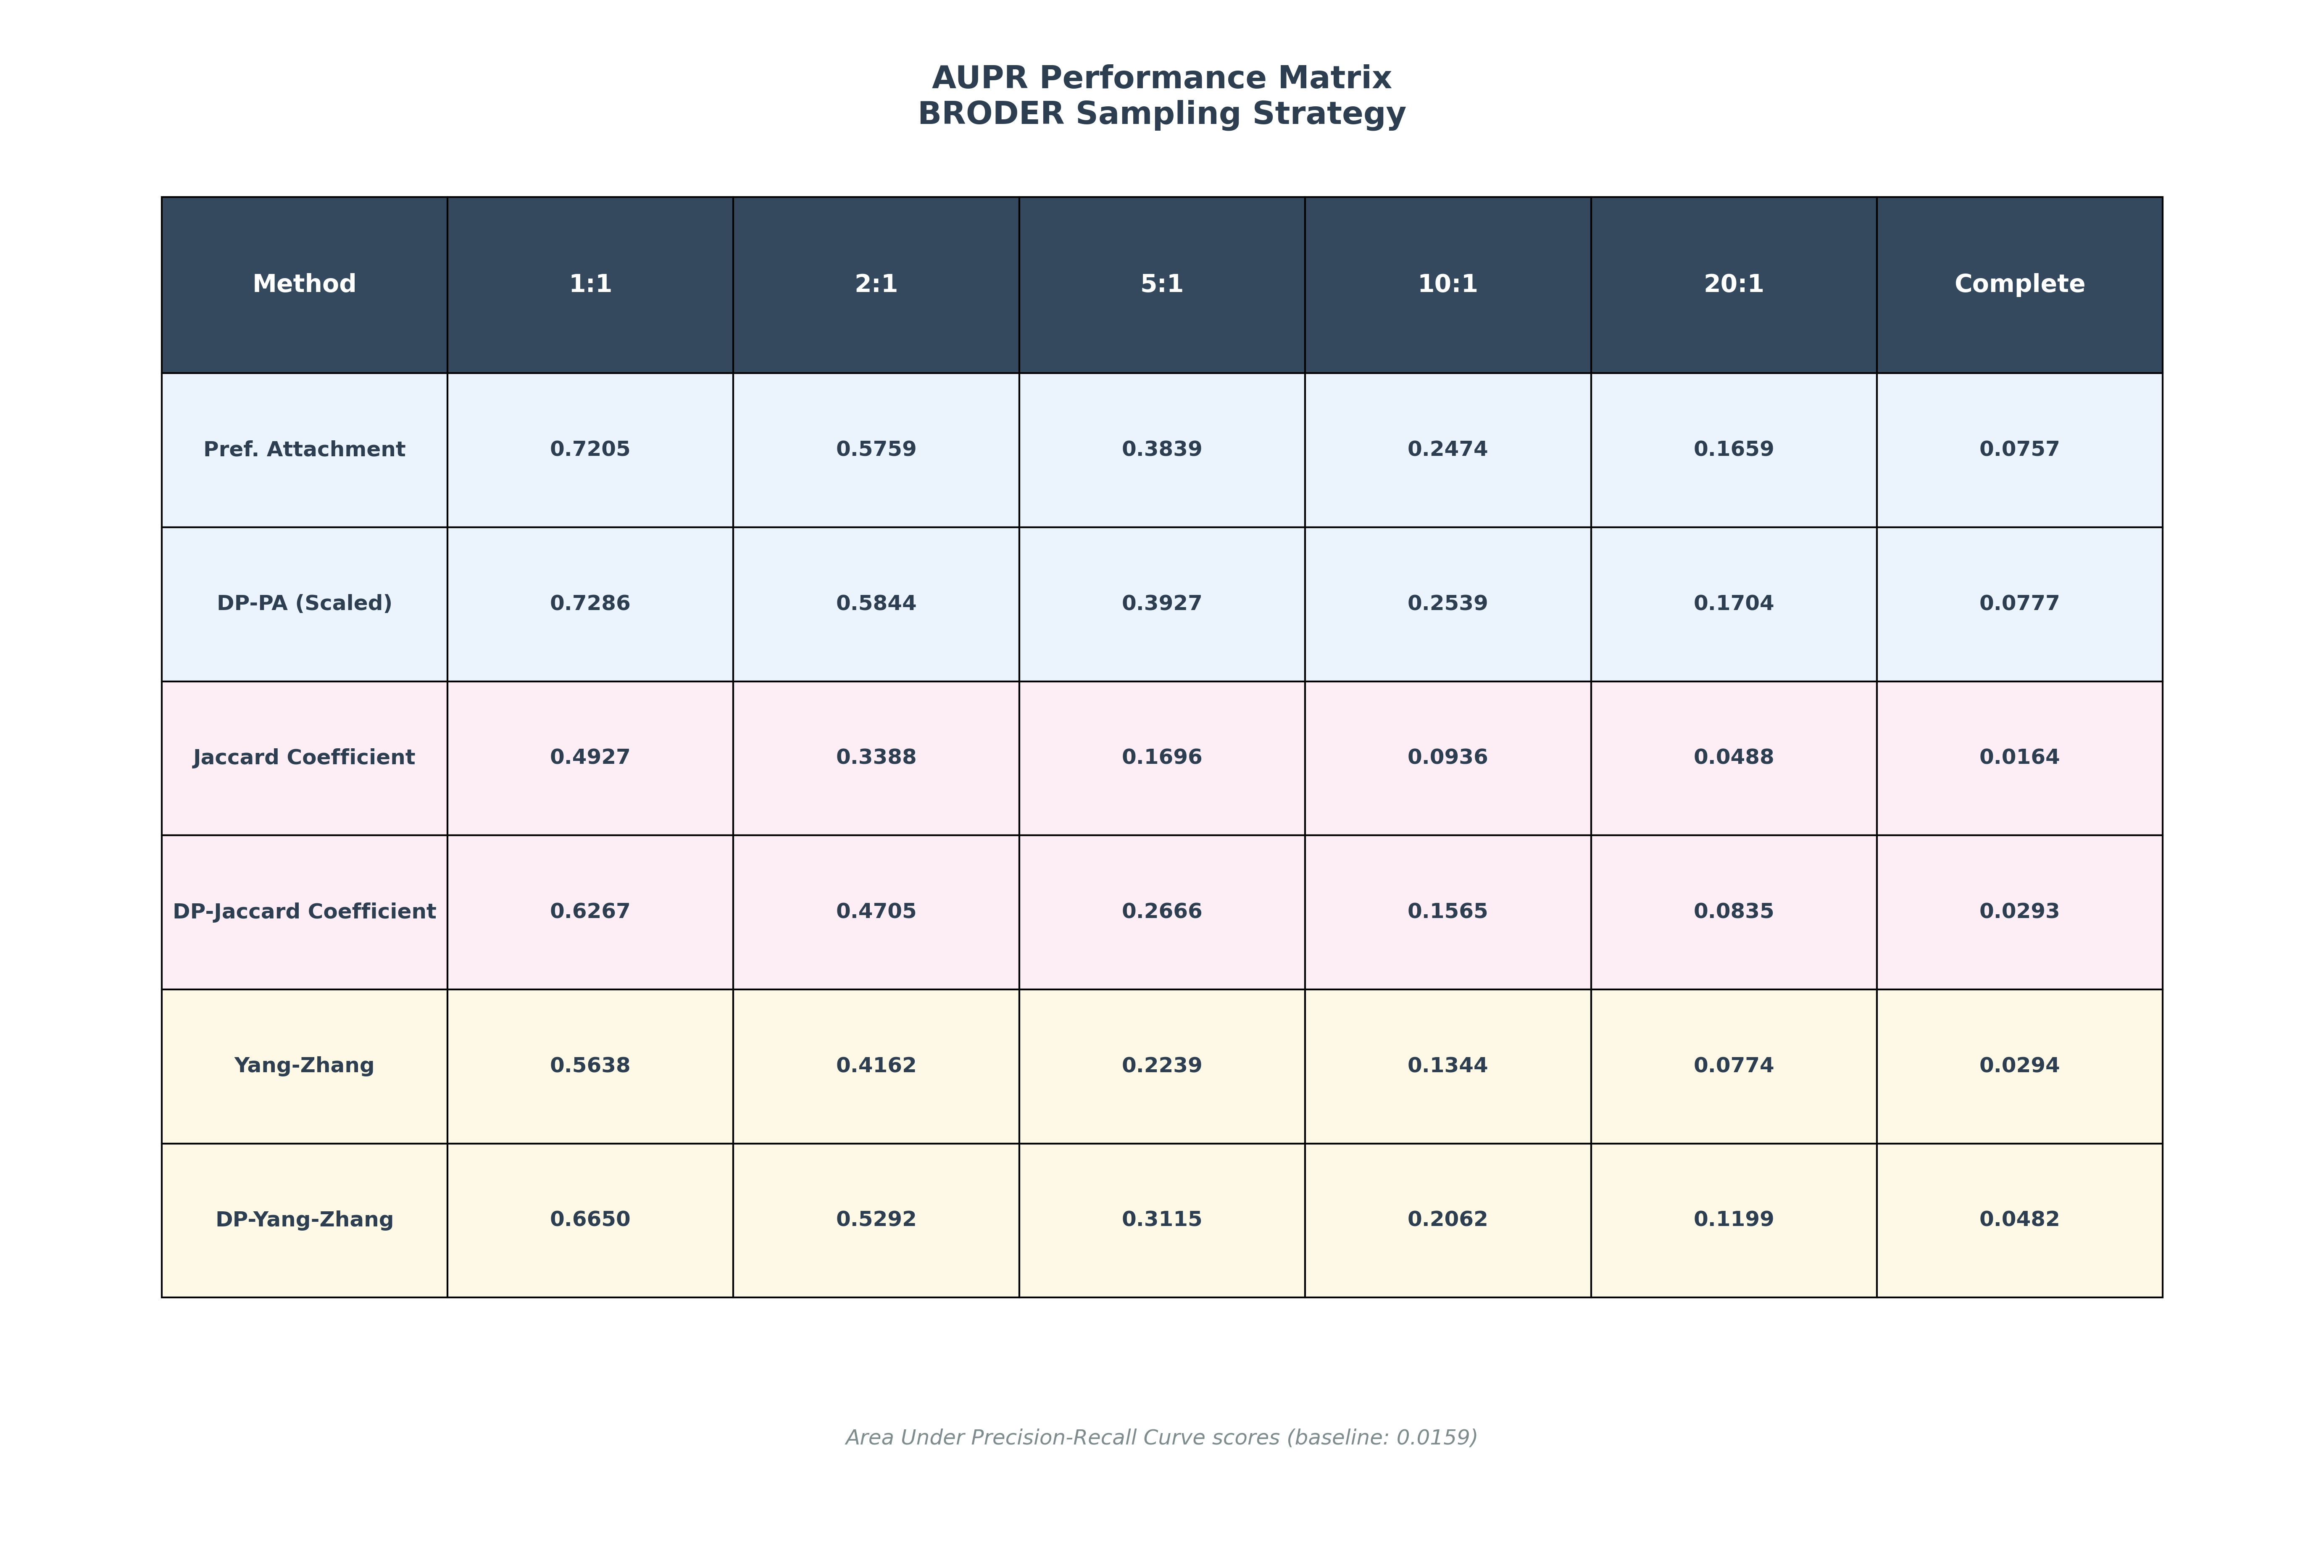 AUPR Performance Matrix
BRODER Sampling Strategy
Method 1:1 2:1 5:1 10:1 20:1 Complete
Pref. Attachment 0.7205 0.5759 0.3839 0.2474 0.1659 0.0757
DP-PA (Scaled) 0.7286 0.5844 0.3927 0.2539 0.1704 0.0777
Jaccard Coefficient 0.4927 0.3388 0.1696 0.0936 0.0488 0.0164
DP-Jaccard Coefficient 0.6267 0.4705 0.2666 0.1565 0.0835 0.0293
Yang-Zhang 0.5638 0.4162 0.2239 0.1344 0.0774 0.0294
DP-Yang-Zhang 0.6650 0.5292 0.3115 0.2062 0.1199 0.0482
Area Under Precision-Recall Curve scores (baseline: 0.0159)